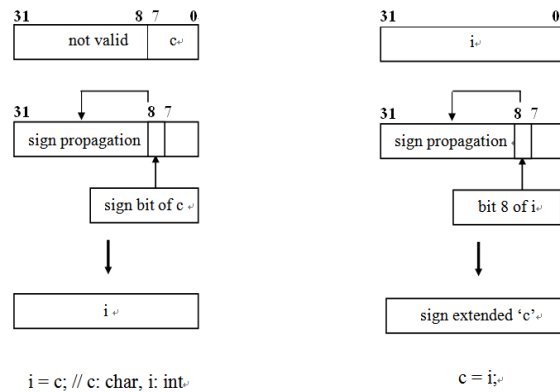 31 8 7 0
not valid c
31 8 7
sign propagation
sign bit of c
i
i = c; // c: char, i: int
31 0
i
31 8 7
sign propagation
bit 8 of i
sign extended ‘c’
c = i;